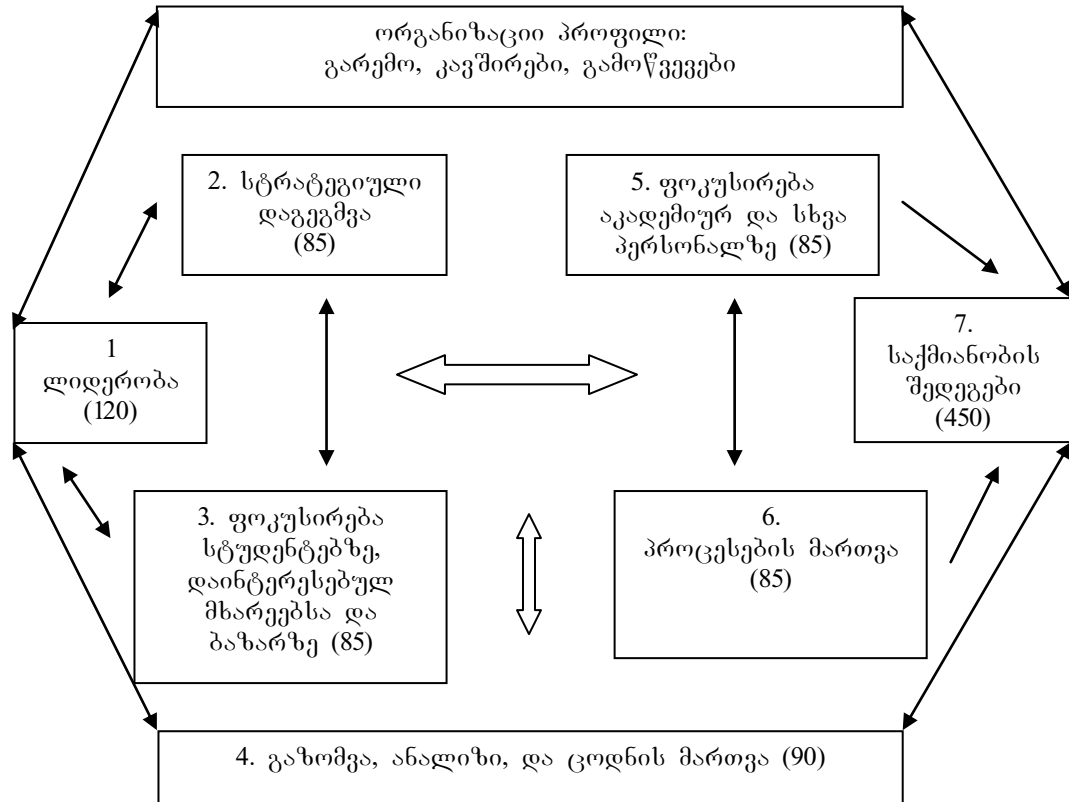 ორგანიზაციი პროფილი:
გარემო, კავშირები, გამოწვევები
2. სტრატეგიული
დაგეგმვა
(85)
5. ფოკუსირება
აკადემიურ და სხვა
პერსონალზე (85)
1
ლიდერობა
(120)
7.
საქმიანობის
შედეგები
(450)
3. ფოკუსირება
სტუდენტებზე,
დაინტერესებულ
მხარეებსა და
ბაზარზე (85)
6.
პროცესების მართვა
(85)
4. გაზომვა, ანალიზი, და ცოდნის მართვა (90)